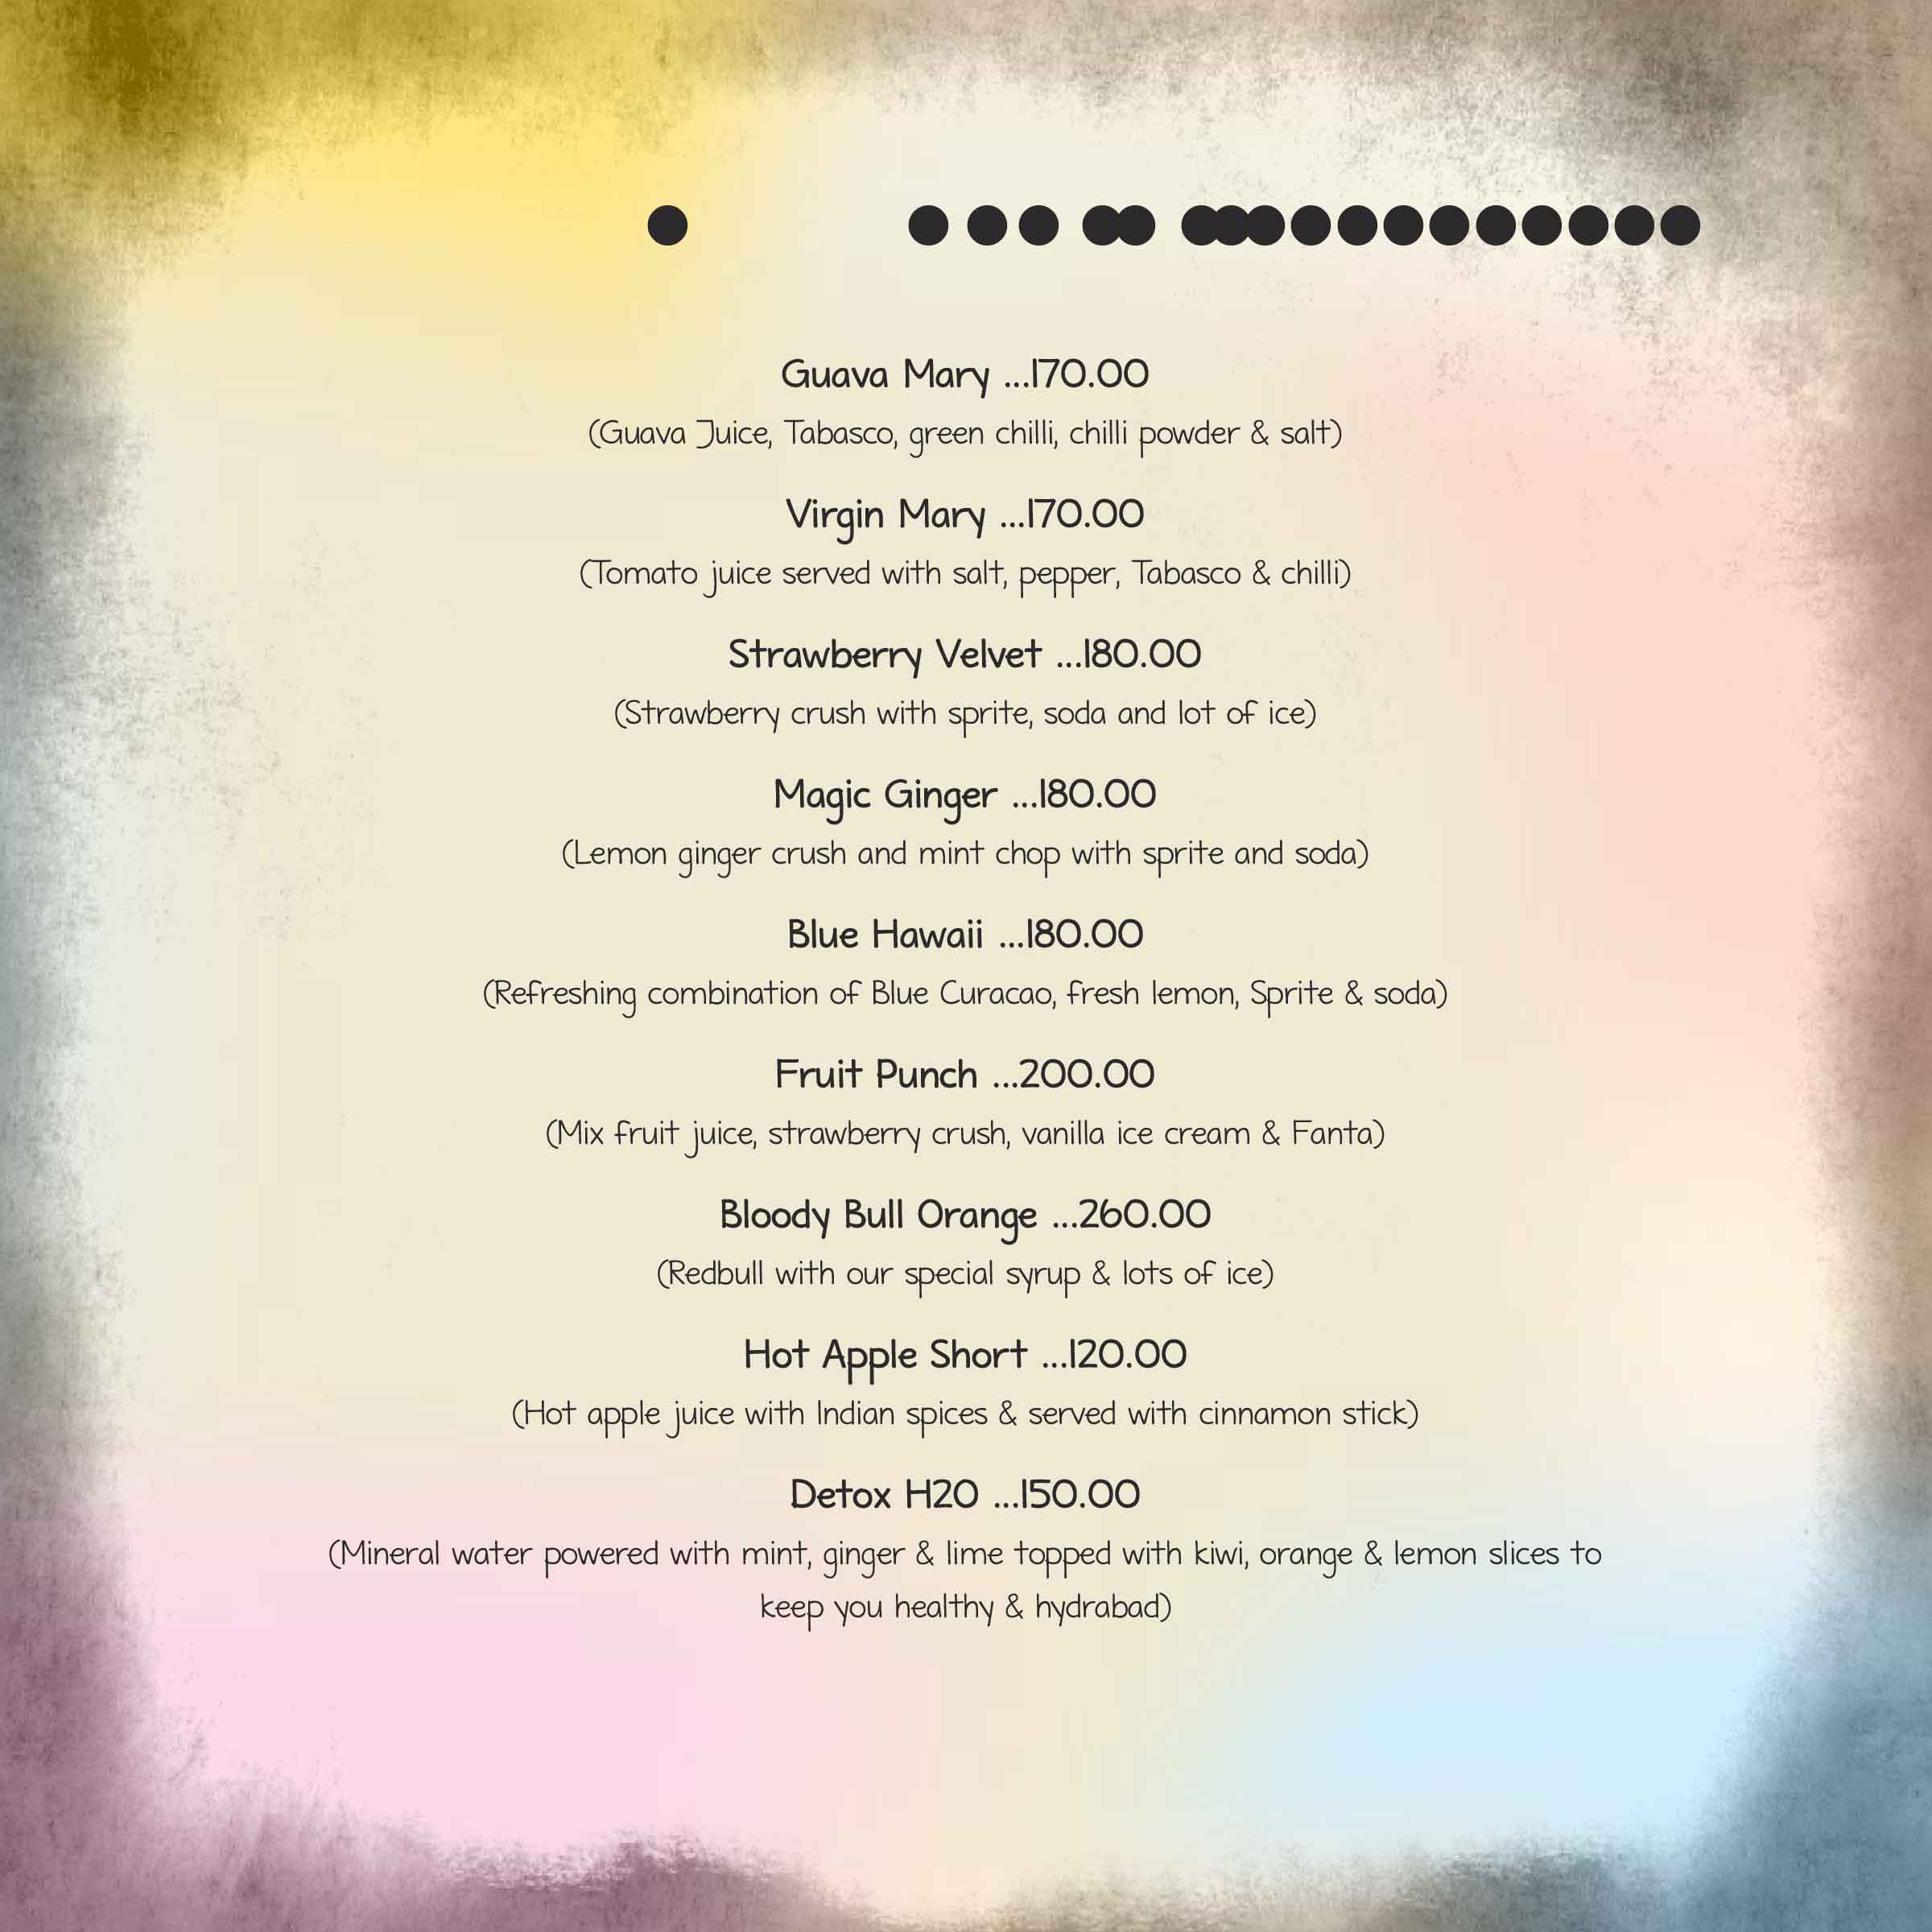 Guava Mary ...170.00
(Guava Juice, Tabasco, green chilli, chilli powder & salt)
Virgin Mary ...170.00
(Tomato juice served with salt, pepper, Tabasco & chilli)
Strawberry Velvet ...180.00
(Strawberry crush with sprite, soda and lot of ice)
Magic Ginger ...180.00
(Lemon ginger crush and mint chop with sprite and soda)
Blue Hawaii ...180.00
(Refreshing combination of Blue Curacao, fresh lemon, Sprite & soda)
Fruit Punch ...200.00
(Mix fruit juice, strawberry crush, vanilla ice cream & Fanta)
Bloody Bull Orange ...260.00
(Redbull with our special syrup & lots of ice)
Hot Apple Short ...120.00
(Hot apple juice with Indian spices & served with cinnamon stick)
Detox H20 ...150.00
(Mineral water powered with mint, ginger & lime topped with kiwi, orange & lemon slices to
keep you healthy & hydrabad)